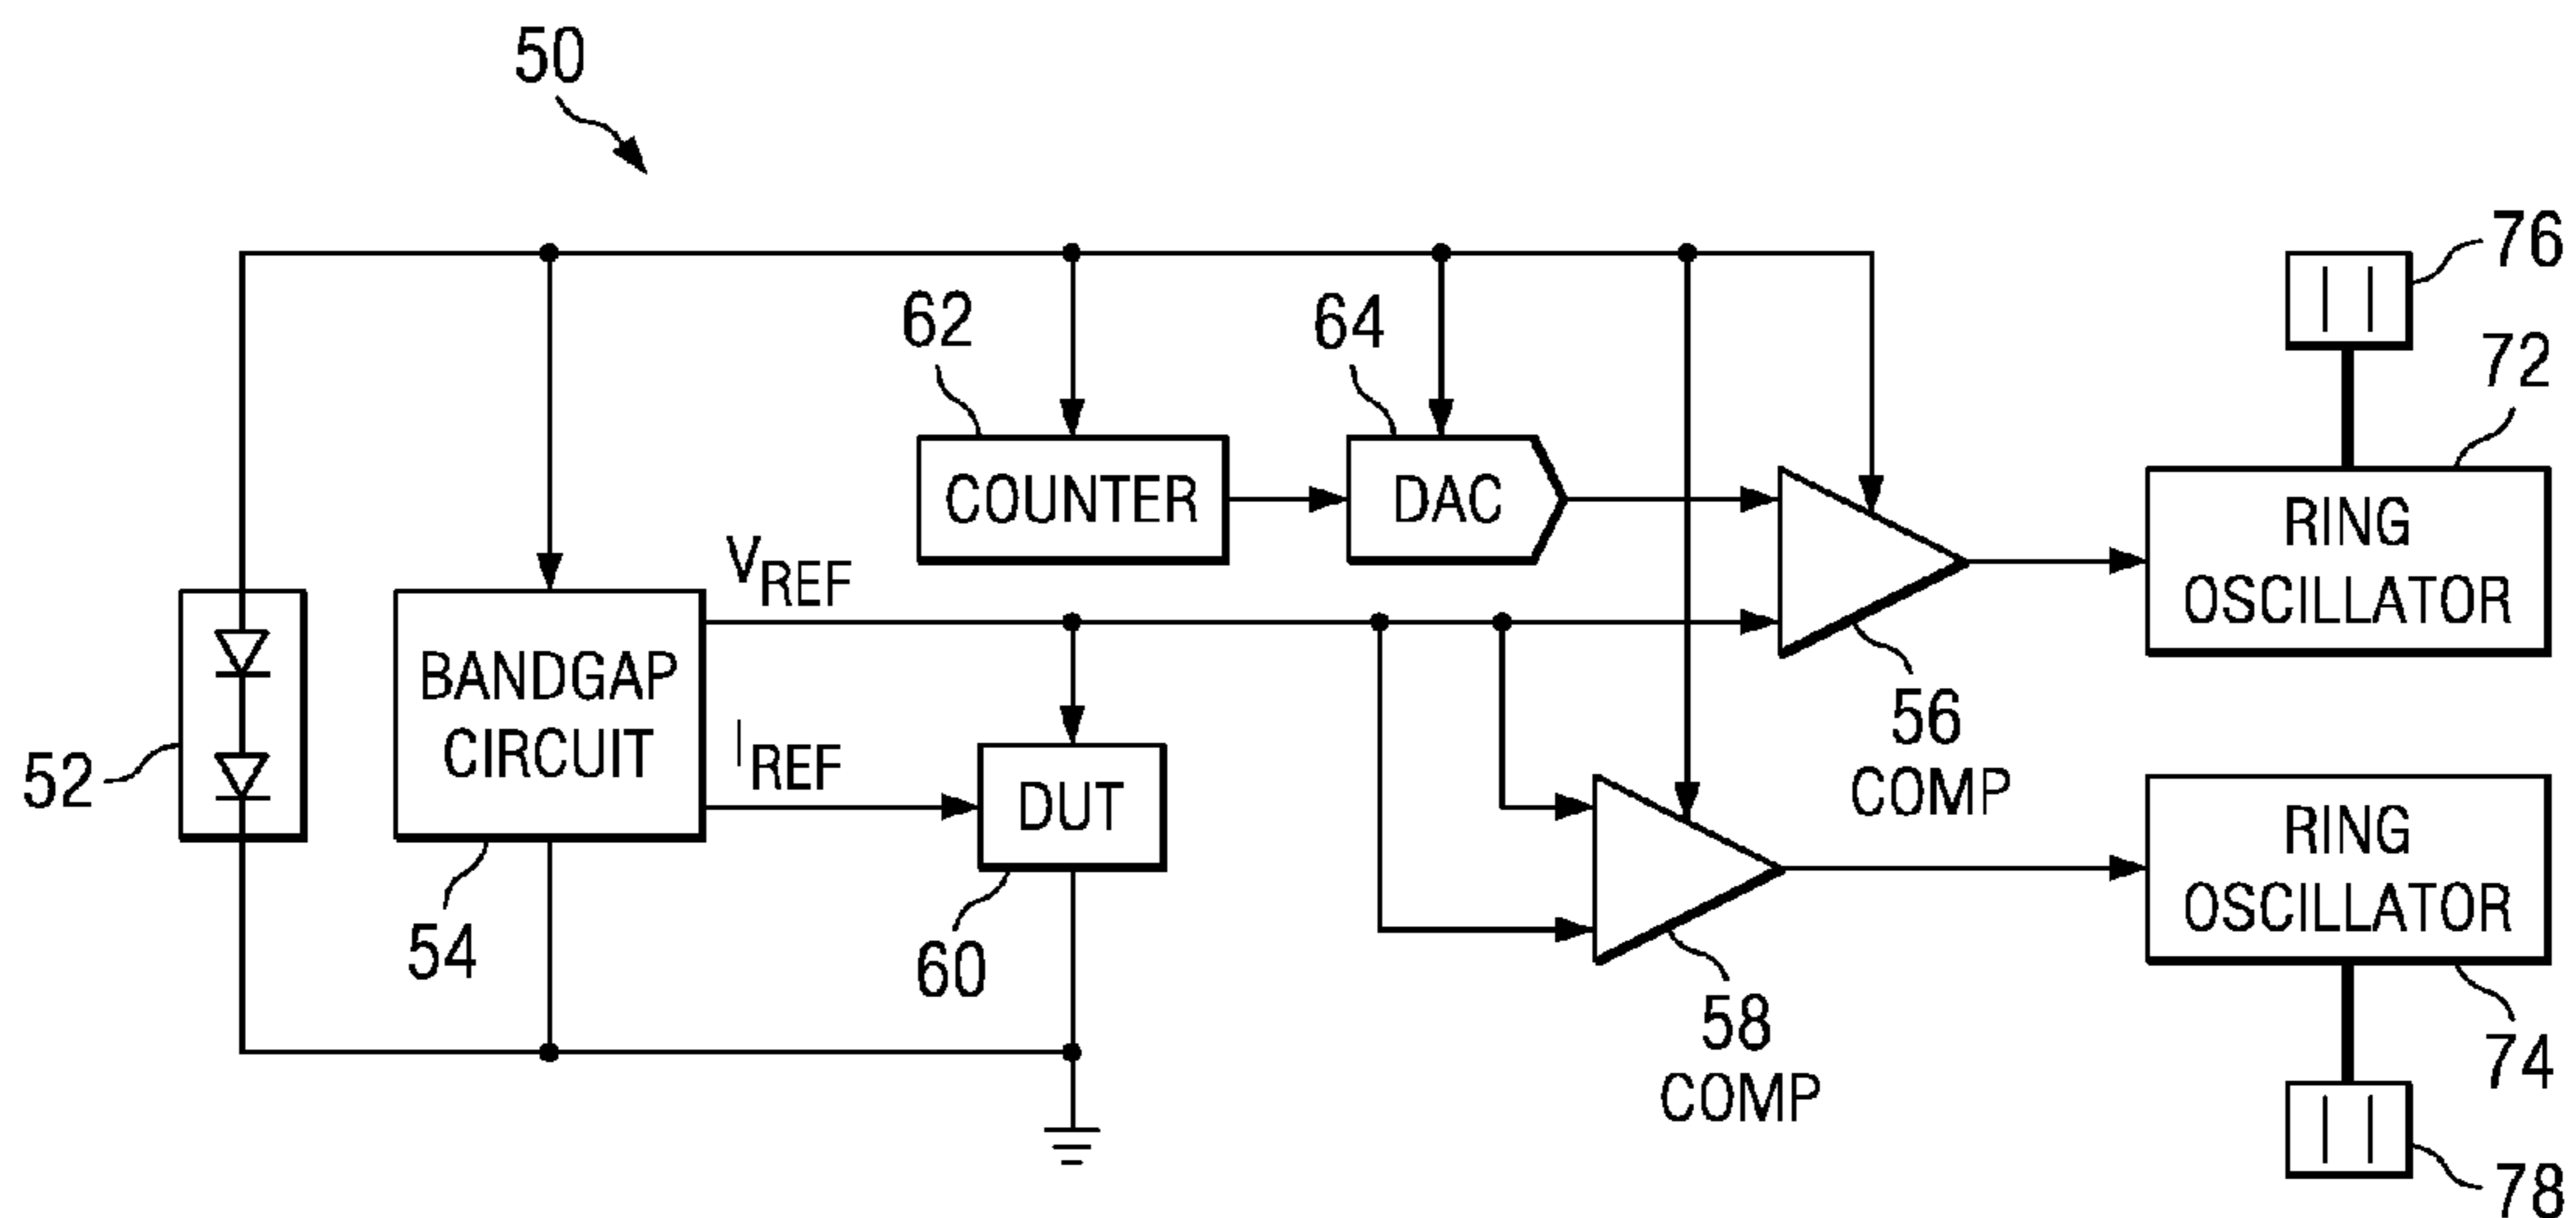 50
76
72
62
64
COUNTER
DAC
RING
OSCILLATOR
VREF
BANDGAP
CIRCUIT
IREF
DUT
52
54
60
56
COMP
RING
OSCILLATOR
58
COMP
74
78